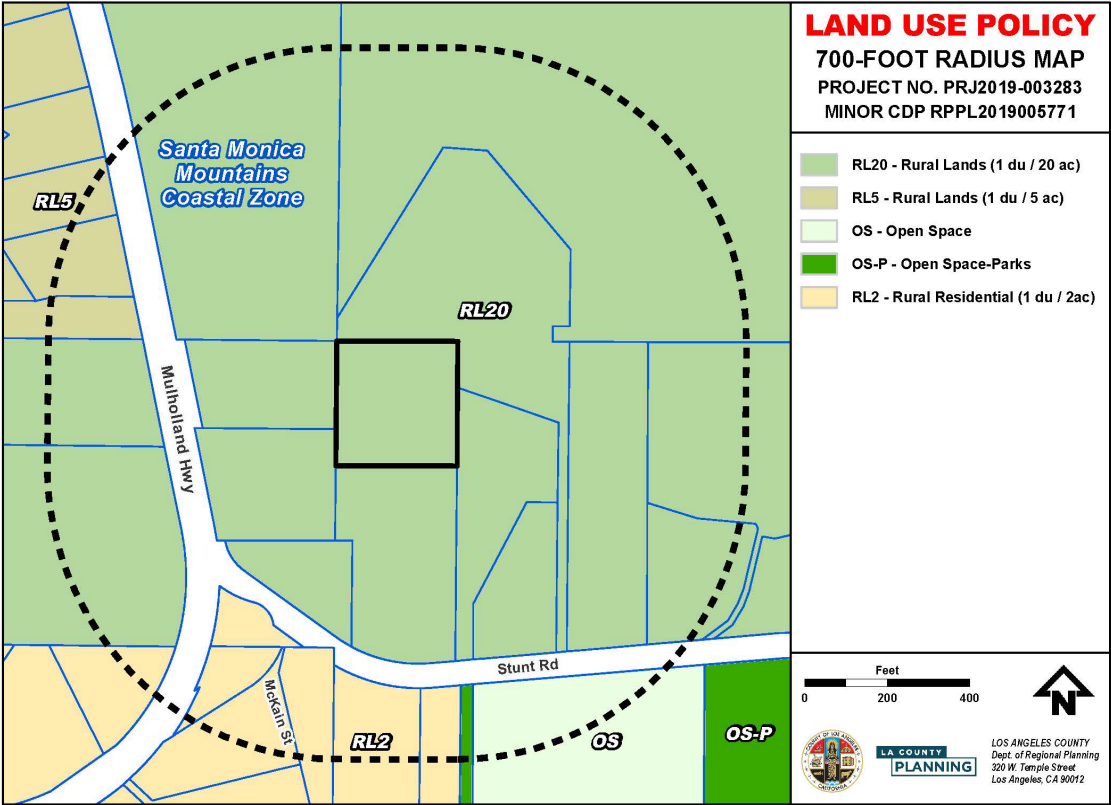 LAND USE POLICY
700-FOOT RADIUS MAP
PROJECT NO. PRJ2019-003283
MINOR CDP RPPL2019005771
RL20 - Rural Lands (1 du / 20 ac)
RL5 - Rural Lands (1 du / 5 ac)
OS - Open Space
OS-P - Open Space-Parks
RL2 - Rural Residential (1 du / 2ac)
Santa Monica
Mountains
Coastal Zone
RL5
RL20
Mulholland Hwy
Stunt Rd
McKain St
RL2
OS
OS-P
Feet
0 200 400
N
LA COUNTY
PLANNING
LOS ANGELES COUNTY
Dept. of Regional Planning
320 W. Temple Street
Los Angeles, CA 90012